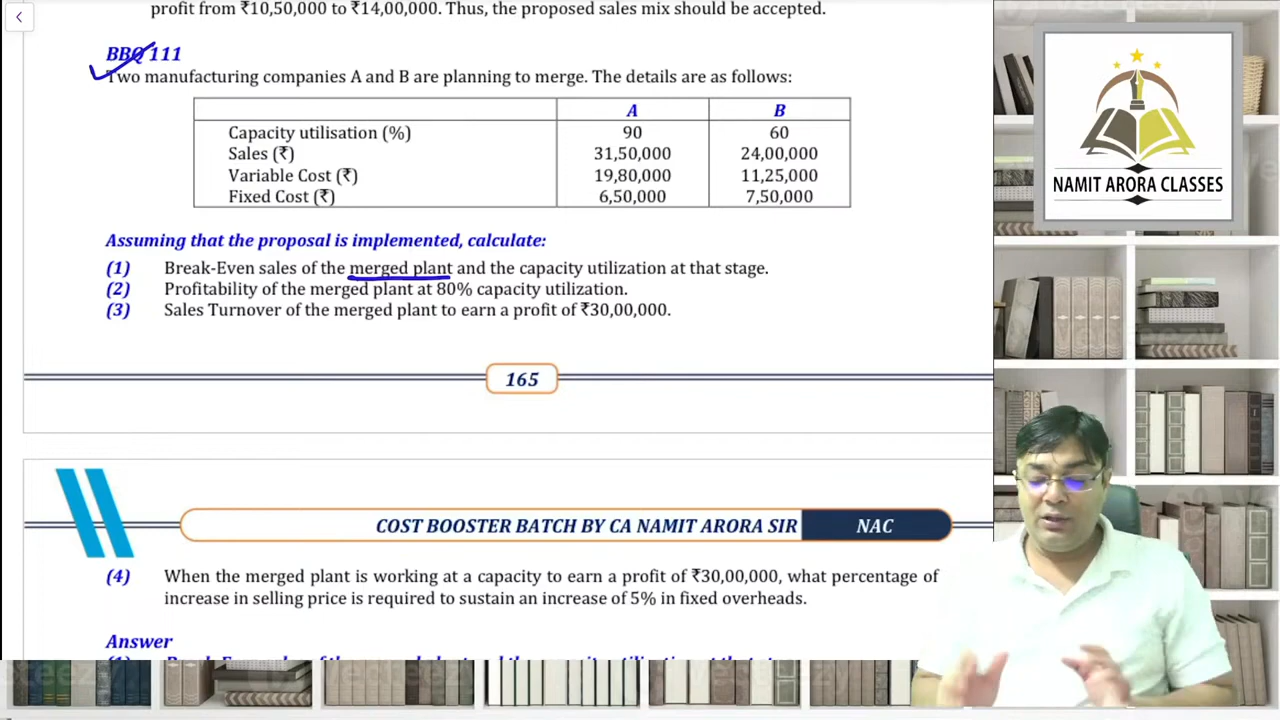 profit from ₹10,50,000 to ₹14,00,000. Thus, the proposed sales mix should be accepted.
BBQ 111
Two manufacturing companies A and B are planning to merge. The details are as follows:
A B
Capacity utilisation (%) 90 60
Sales (₹) 31,50,000 24,00,000
Variable Cost (₹) 19,80,000 11,25,000
Fixed Cost (₹) 6,50,000 7,50,000
Assuming that the proposal is implemented, calculate:
(1) Break-Even sales of the merged plant and the capacity utilization at that stage.
(2) Profitability of the merged plant at 80% capacity utilization.
(3) Sales Turnover of the merged plant to earn a profit of ₹30,00,000.
165
COST BOOSTER BATCH BY CA NAMIT ARORA SIR NAC
(4) When the merged plant is working at a capacity to earn a profit of ₹30,00,000, what percentage of
increase in selling price is required to sustain an increase of 5% in fixed overheads.
Answer
NAMIT ARORA CLASSES